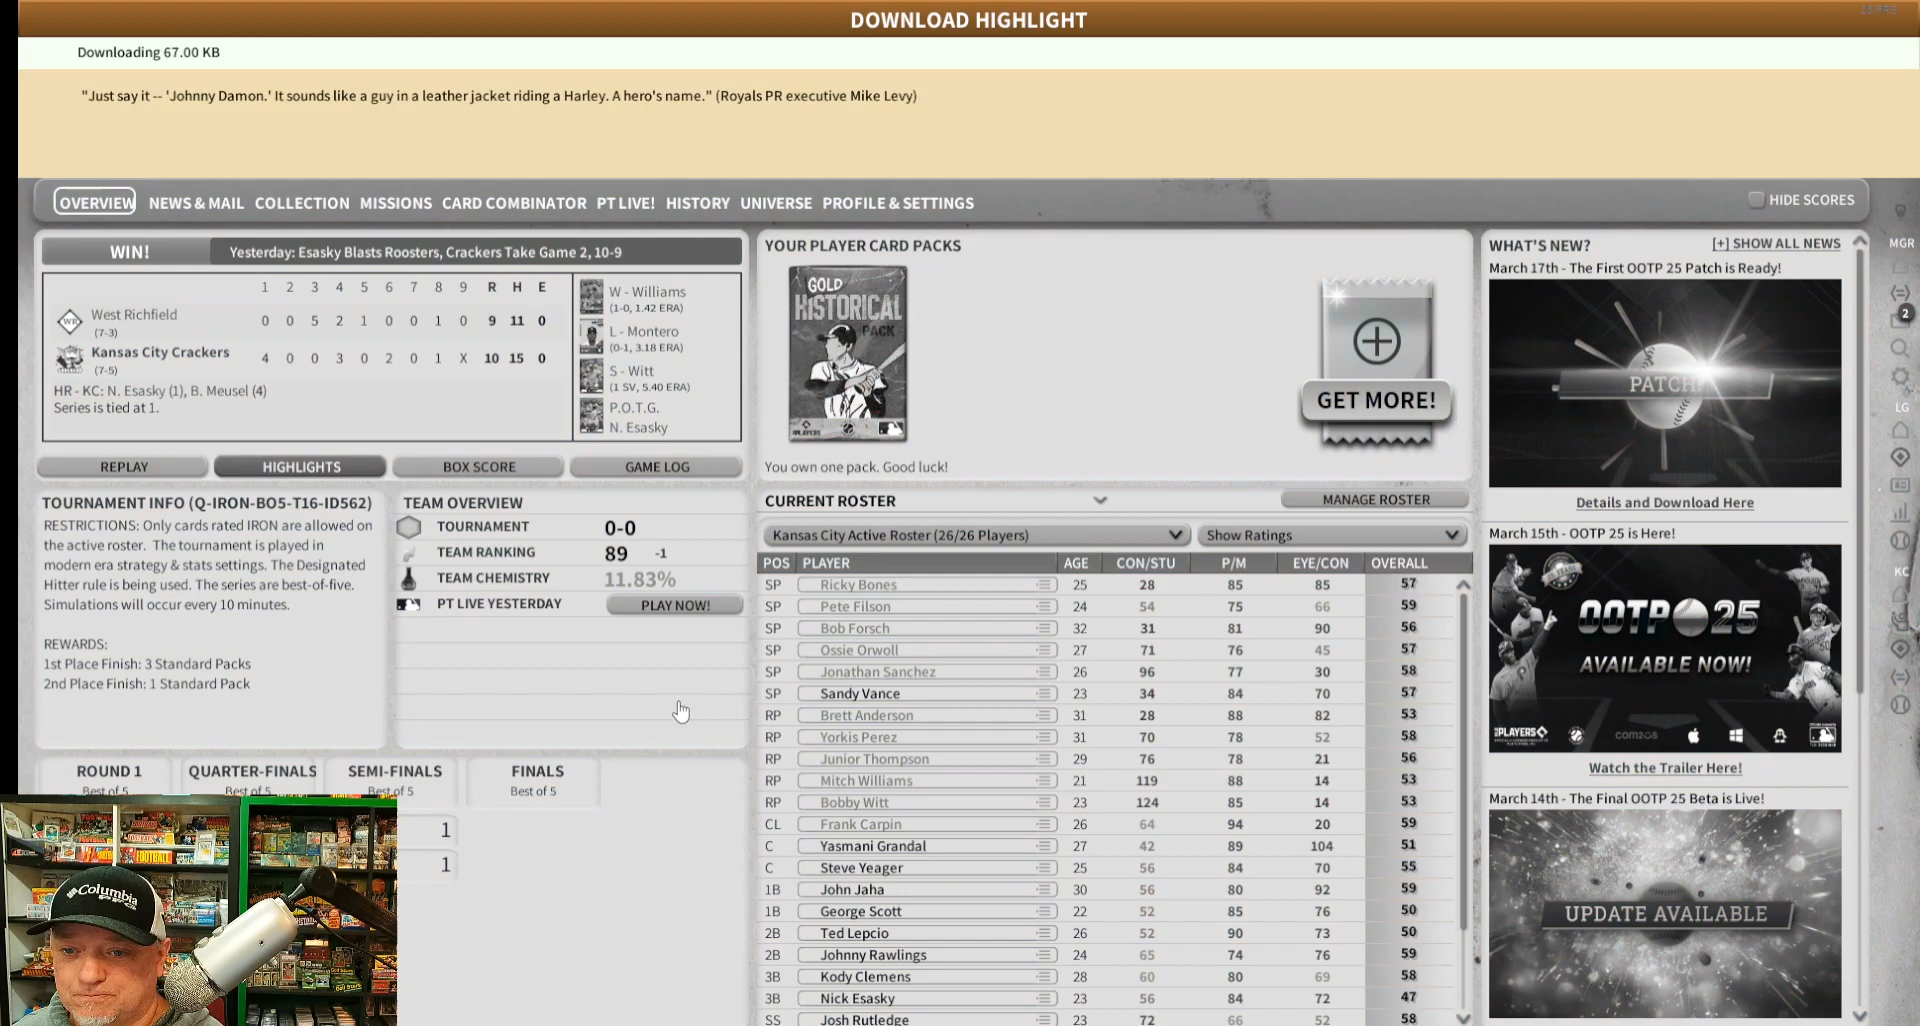 DOWNLOAD HIGHLIGHT
Downloading 67.00 KB
"Just say it -- 'Johnny Damon.' It sounds like a guy in a leather jacket riding a Harley. A hero's name." (Royals PR executive Mike Levy)
OVERVIEW NEWS & MAIL COLLECTION MISSIONS CARD COMBINATOR PT LIVE! HISTORY UNIVERSE PROFILE & SETTINGS
HIDE SCORES
WIN! Yesterday: Esasky Blasts Roosters, Crackers Take Game 2, 10-9
1 2 3 4 5 6 7 8 9 R H E
West Richfield 0 0 5 2 1 0 0 1 0 9 11 0
(7-3)
Kansas City Crackers 4 0 0 3 0 2 0 1 X 10 15 0
(7-5)
HR - KC: N. Esasky (1), B. Meusel (4)
Series is tied at 1.
W - Williams
(1-0, 1.42 ERA)
L - Montero
(0-1, 3.18 ERA)
S - Witt
(1 SV, 5.40 ERA)
P.O.T.G.
N. Esasky
REPLAY HIGHLIGHTS BOX SCORE GAME LOG
TOURNAMENT INFO (Q-IRON-BO5-T16-ID562)
RESTRICTIONS: Only cards rated IRON are allowed on
the active roster. The tournament is played in
modern era strategy & stats settings. The Designated
Hitter rule is being used. The series are best-of-five.
Simulations will occur every 10 minutes.
REWARDS:
1st Place Finish: 3 Standard Packs
2nd Place Finish: 1 Standard Pack
TEAM OVERVIEW
TOURNAMENT 0-0
TEAM RANKING 89 -1
TEAM CHEMISTRY 11.83%
PT LIVE YESTERDAY PLAY NOW!
ROUND 1 QUARTER-FINALS SEMI-FINALS FINALS
Best of 5 Best of 5 Best of 5 Best of 5
1
1
Columbia
PFG
FOOTBALL
YOUR PLAYER CARD PACKS
GOLD
HISTORICAL
PACK
GET MORE!
You own one pack. Good luck!
CURRENT ROSTER
MANAGE ROSTER
Kansas City Active Roster (26/26 Players)
Show Ratings
POS PLAYER AGE CON/STU P/M EYE/CON OVERALL
SP Ricky Bones 25 28 85 85 57
SP Pete Filson 24 54 75 66 59
SP Bob Forsch 32 31 81 90 56
SP Ossie Orwoll 27 71 76 45 57
SP Jonathan Sanchez 26 96 77 30 58
SP Sandy Vance 23 34 84 70 57
RP Brett Anderson 31 28 88 82 53
RP Yorkis Perez 31 70 78 52 58
RP Junior Thompson 29 76 78 21 56
RP Mitch Williams 21 119 88 14 53
RP Bobby Witt 23 124 85 14 53
CL Frank Carpin 26 64 94 20 59
C Yasmani Grandal 27 42 89 104 51
C Steve Yeager 25 56 84 70 55
1B John Jaha 30 56 80 92 59
1B George Scott 22 52 85 76 50
2B Ted Lepcio 26 52 90 73 50
2B Johnny Rawlings 24 65 74 76 59
3B Kody Clemens 28 60 80 69 58
3B Nick Esasky 23 56 84 72 47
SS Josh Rutledge 23 72 66 52 58
WHAT'S NEW?
[+] SHOW ALL NEWS
March 17th - The First OOTP 25 Patch is Ready!
PATCH!
Details and Download Here
March 15th - OOTP 25 is Here!
OOTP 25
AVAILABLE NOW!
PLAYERS
com2us
Watch the Trailer Here!
March 14th - The Final OOTP 25 Beta is Live!
UPDATE AVAILABLE
MGR
2
LG
KC